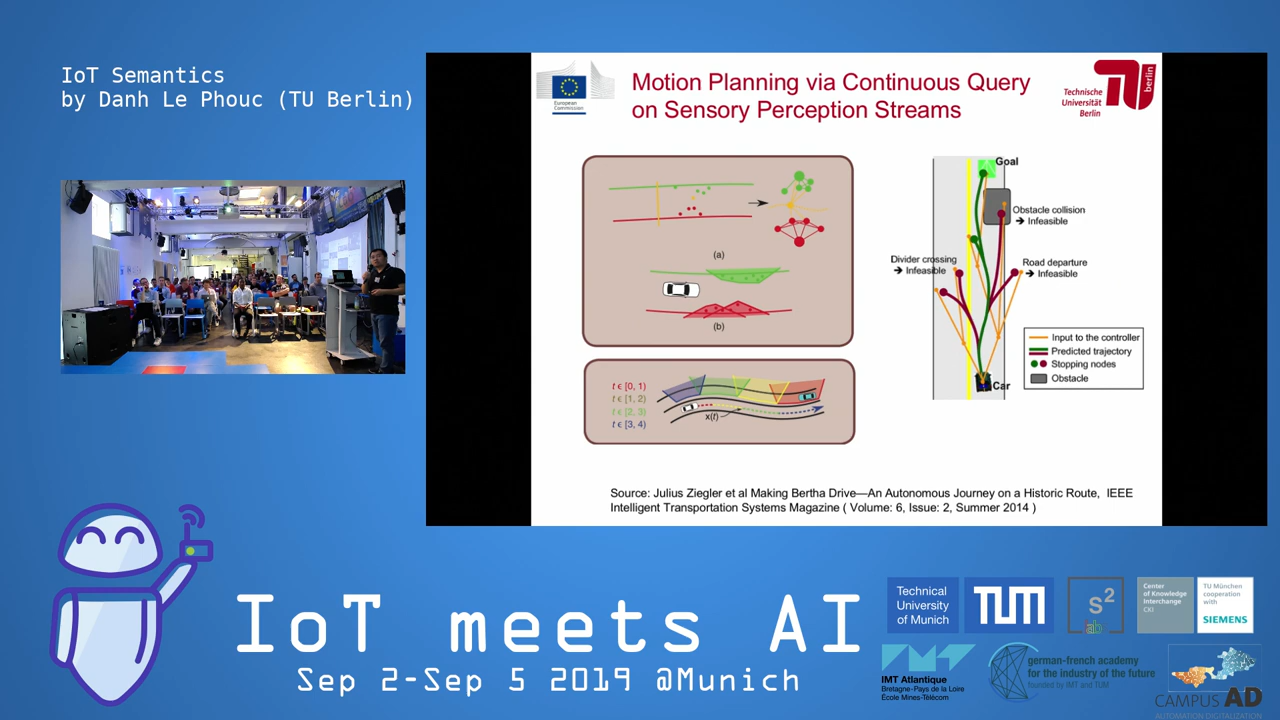 IoT Semantics
by Danh Le Phouc (TU Berlin)
European
Commission
Motion Planning via Continuous Query
on Sensory Perception Streams
Technische
Universität
Berlin
berlin
(a)
(b)
t ϵ [0, 1)
t ϵ [1, 2)
t ϵ [2, 3)
t ϵ [3, 4)
x(t)
Goal
Obstacle collision
➔ Infeasible
Divider crossing
➔ Infeasible
Road departure
➔ Infeasible
Car
Input to the controller
Predicted trajectory
Stopping nodes
Obstacle
Source: Julius Ziegler et al Making Bertha Drive—An Autonomous Journey on a Historic Route, IEEE
Intelligent Transportation Systems Magazine ( Volume: 6, Issue: 2, Summer 2014 )
IoT meets AI
Sep 2-Sep 5 2019 @Munich
Technical
University
of Munich
TUM
s2
lab
Center
of Knowledge
Interchange
CKI
TU München
cooperation
with
SIEMENS
IMT Atlantique
Bretagne-Pays de la Loire
École Mines-Télécom
german-french academy
for the industry of the future
founded by IMT and TUM
CAMPUS AD
AUTOMATION DIGITALIZATION